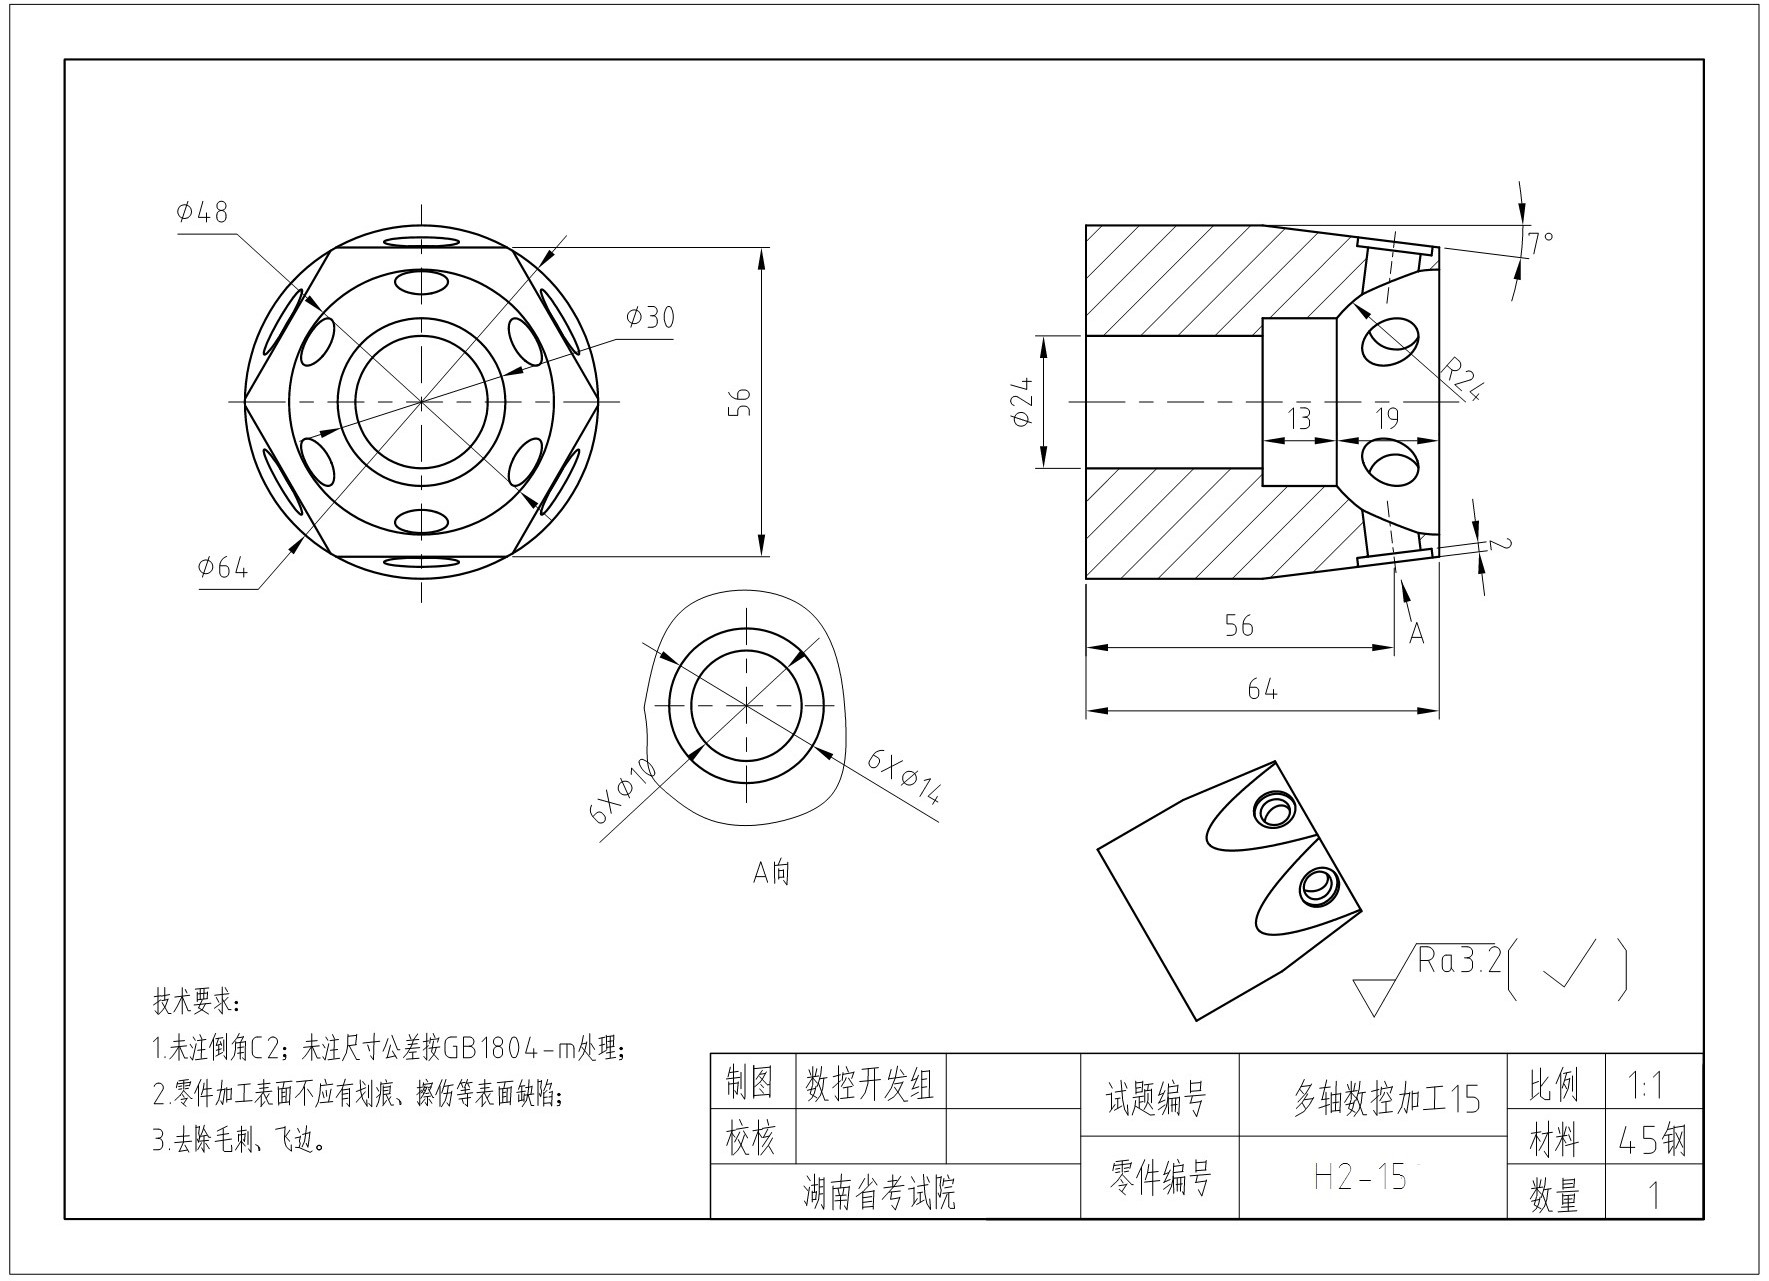 Φ48
Φ30
56
Φ64
7°
R24
Φ24
13
19
2
56
A
64
6XΦ10
6XΦ14
A向
Ra3.2
技术要求:
1.未注倒角C2; 未注尺寸公差按GB1804-m处理;
2.零件加工表面不应有划痕、擦伤等表面缺陷;
3.去除毛刺、飞边。
制图 数控开发组 试题编号 多轴数控加工15 比例 1:1
校核 材料 45钢
湖南省考试院 零件编号 H2-15 数量 1